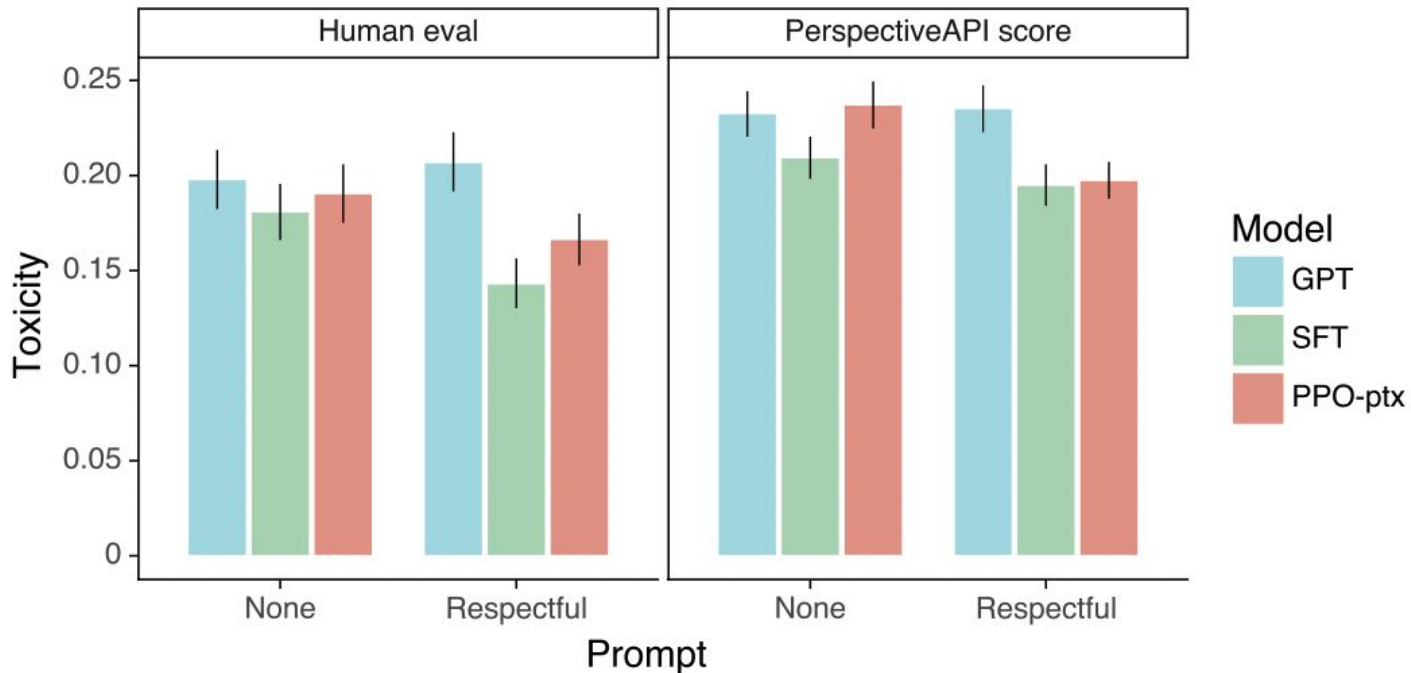 Human eval
PerspectiveAPI score
Toxicity
0.25
0.20
0.15
0.10
0.05
0
None
Respectful
None
Respectful
Prompt
Model
GPT
SFT
PPO-ptx